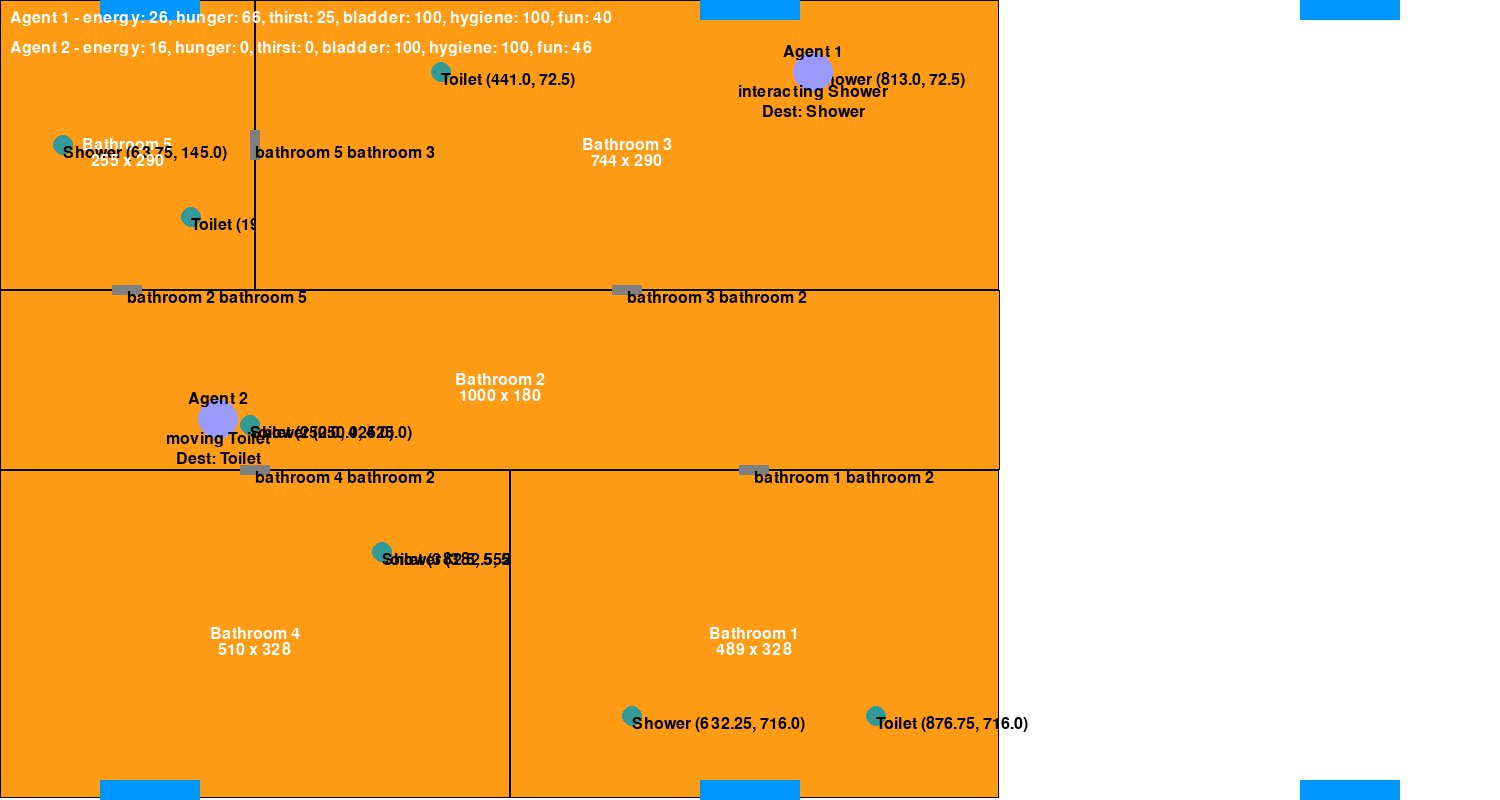 Agent 1 - energy: 26, hunger: 66, thirst: 25, bladder: 100, hygiene: 100, fun: 40
Agent 2 - energy: 16, hunger: 0, thirst: 0, bladder: 100, hygiene: 100, fun: 46
Agent 1
Toilet (441.0, 72.5)
ower (813.0, 72.5)
interacting Shower
Dest: Shower
Bathroom 5
255 x 290
Shower (63.75, 145.0)
bathroom 5 bathroom 3
Bathroom 3
744 x 290
Toilet (19
bathroom 2 bathroom 5
bathroom 3 bathroom 2
Bathroom 2
1000 x 180
Agent 2
moving Toilet
Dest: Toilet
bathroom 4 bathroom 2
bathroom 1 bathroom 2
Bathroom 4
510 x 328
Bathroom 1
489 x 328
Shower (632.25, 716.0)
Toilet (876.75, 716.0)